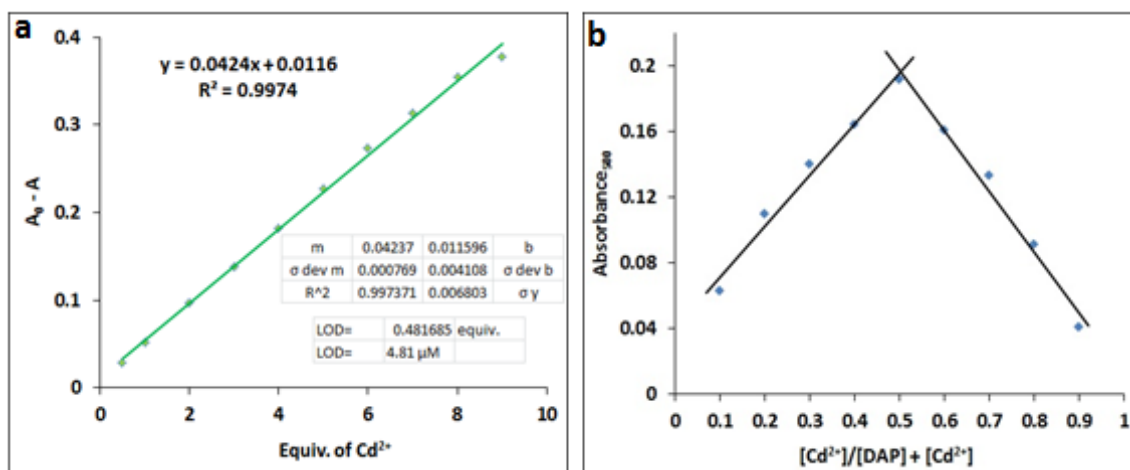 a
y = 0.0424x + 0.0116
R² = 0.9974
A₀ - A
0.4
0.3
0.2
0.1
0
m 0.04237 0.011596 b
σ dev m 0.000769 0.004108 σ dev b
R^2 0.997371 0.006803 σ y
LOD= 0.481685 equiv.
LOD= 4.81 μM
0 2 4 6 8 10
Equiv. of Cd²⁺
b
Absorbance₅₈₀
0.2
0.16
0.12
0.08
0.04
0
0 0.1 0.2 0.3 0.4 0.5 0.6 0.7 0.8 0.9 1
[Cd²⁺]/[DAP] + [Cd²⁺]